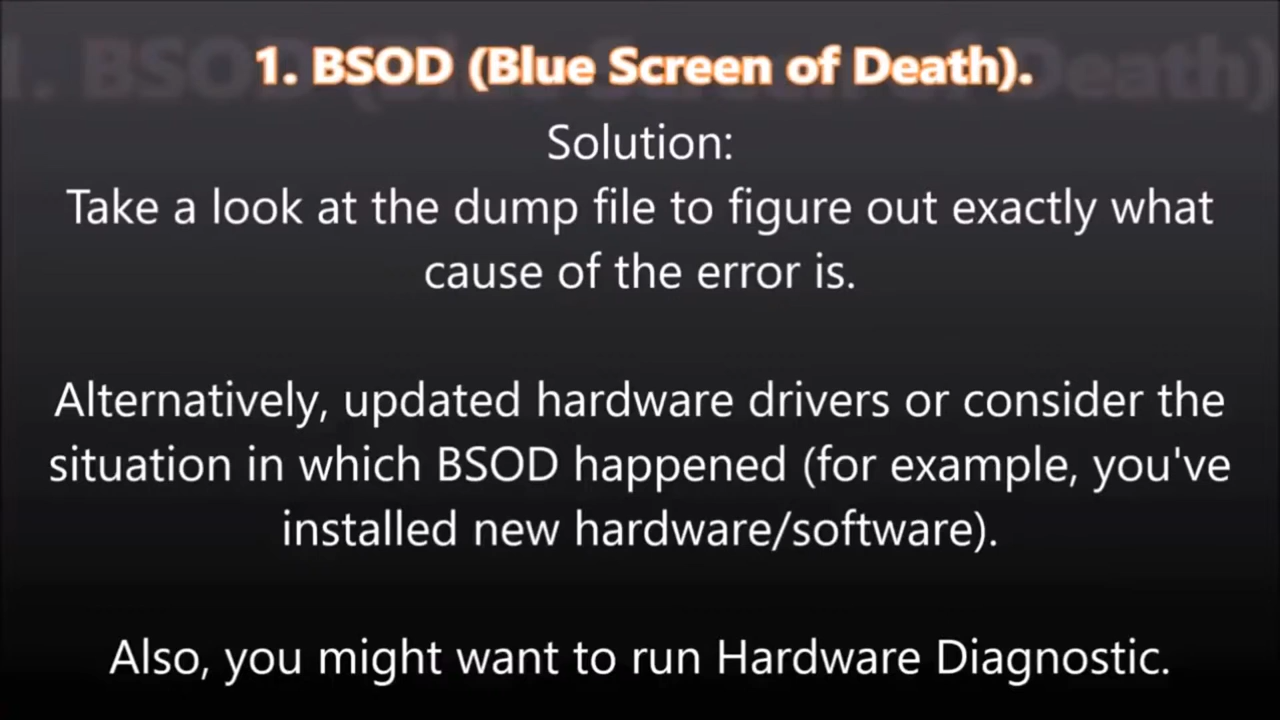 1. BSOD (Blue Screen of Death).
Solution:
Take a look at the dump file to figure out exactly what
cause of the error is.
Alternatively, updated hardware drivers or consider the
situation in which BSOD happened (for example, you've
installed new hardware/software).
Also, you might want to run Hardware Diagnostic.